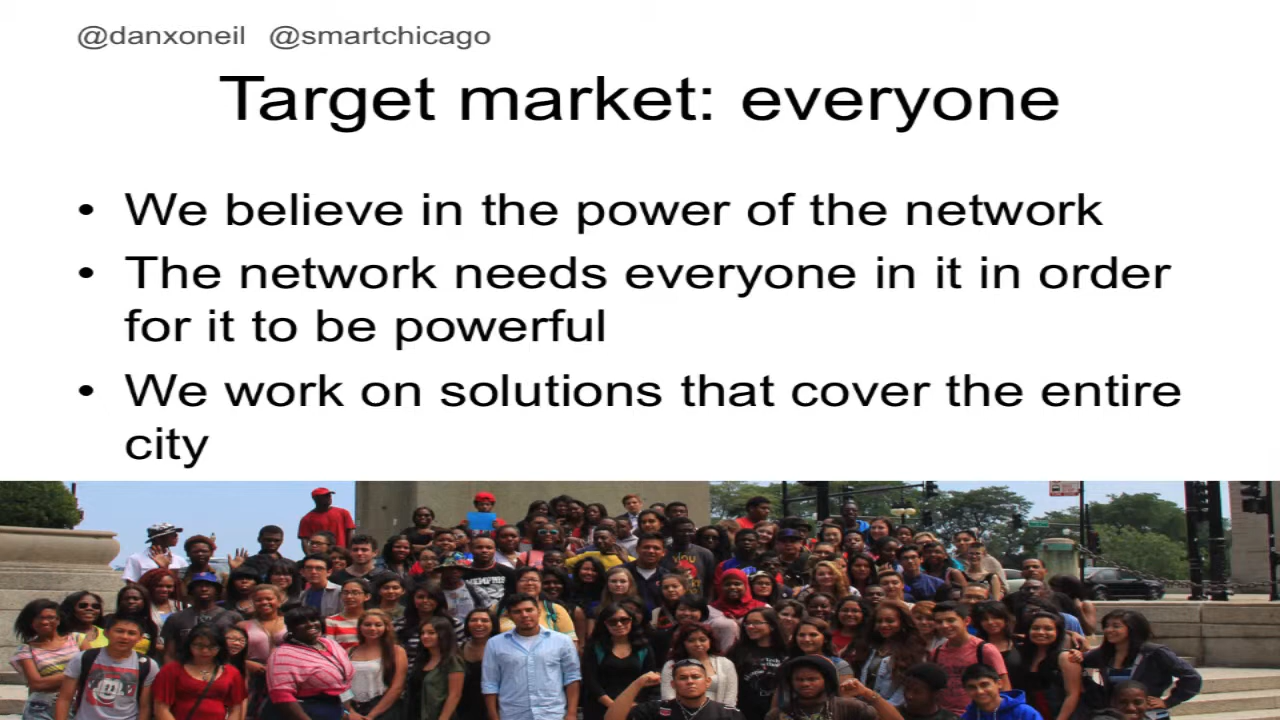 @danxoneil @smartchicago
Target market: everyone
• We believe in the power of the network
• The network needs everyone in it in order
for it to be powerful
• We work on solutions that cover the entire
city